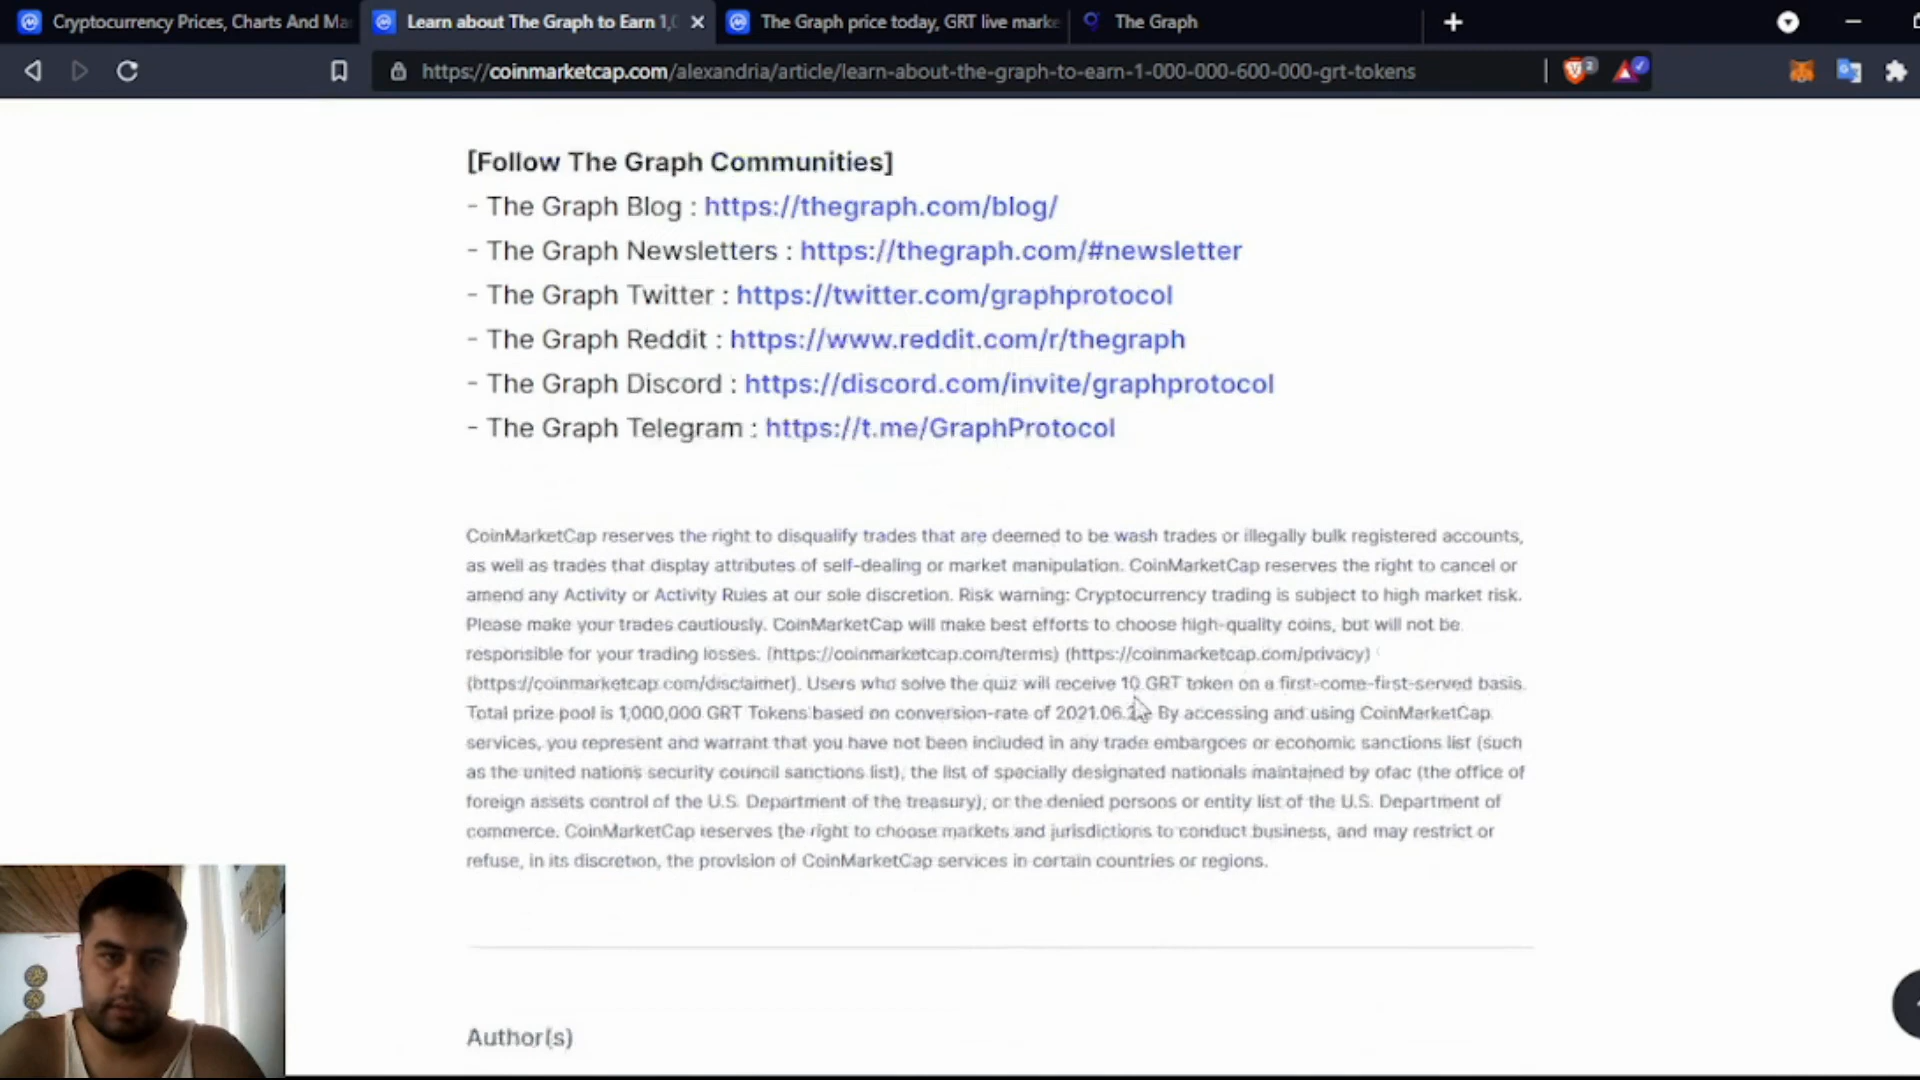 Cryptocurrency Prices, Charts And Ma
Learn about The Graph to Earn 1,0
The Graph price today, GRT live marke
The Graph
https://coinmarketcap.com/alexandria/article/learn-about-the-graph-to-earn-1-000-000-600-000-grt-tokens
2
[Follow The Graph Communities]
- The Graph Blog : https://thegraph.com/blog/
- The Graph Newsletters : https://thegraph.com/#newsletter
- The Graph Twitter : https://twitter.com/graphprotocol
- The Graph Reddit : https://www.reddit.com/r/thegraph
- The Graph Discord : https://discord.com/invite/graphprotocol
- The Graph Telegram : https://t.me/GraphProtocol
CoinMarketCap reserves the right to disqualify trades that are deemed to be wash trades or illegally bulk registered accounts,
as well as trades that display attributes of self-dealing or market manipulation. CoinMarketCap reserves the right to cancel or
amend any Activity or Activity Rules at our sole discretion. Risk warning: Cryptocurrency trading is subject to high market risk.
Please make your trades cautiously. CoinMarketCap will make best efforts to choose high-quality coins, but will not be
responsible for your trading losses. (https://coinmarketcap.com/terms) (https://coinmarketcap.com/privacy)
(https://coinmarketcap.com/disclaimer). Users who solve the quiz will receive 10 GRT token on a first-come-first-served basis.
Total prize pool is 1,000,000 GRT Tokens based on conversion-rate of By accessing and using CoinMarketCap
services, you represent and warrant that you have not been included in any trade embargoes or economic sanctions list (such
as the united nations security council sanctions list), the list of specially designated nationals maintained by ofac (the office of
foreign assets control of the U.S. Department of the treasury), or the denied persons or entity list of the U.S. Department of
commerce. CoinMarketCap reserves the right to choose markets and jurisdictions to conduct business, and may restrict or
refuse, in its discretion, the provision of CoinMarketCap services in certain countries or regions.
Author(s)